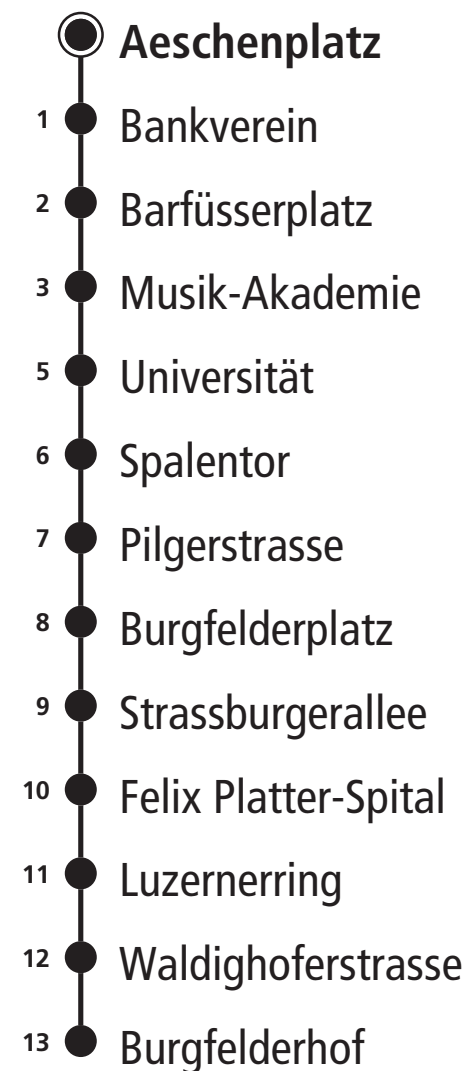 Aeschenplatz
1 Bankverein
2 Barfüsserplatz
3 Musik-Akademie
5 Universität
6 Spalentor
7 Pilgerstrasse
8 Burgfelderplatz
9 Strassburgerallee
10 Felix Platter-Spital
11 Luzernerring
12 Waldighoferstrasse
13 Burgfelderhof